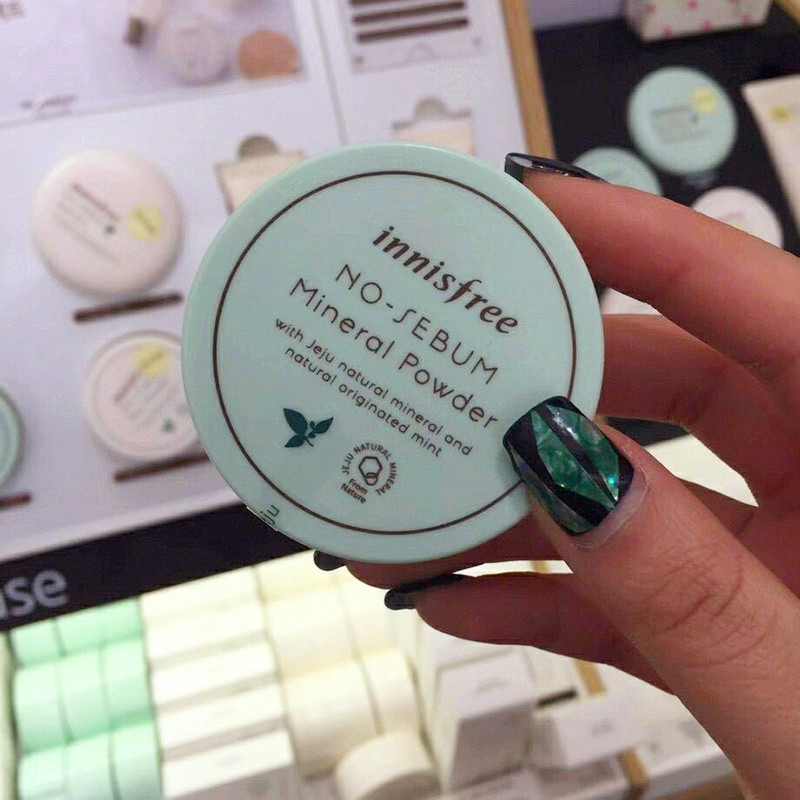 innisfree
NO-SEBUM
Mineral Powder
with Jeju natural mineral and
natural originated mint
JEJU NATURAL MINERAL
From
Nature